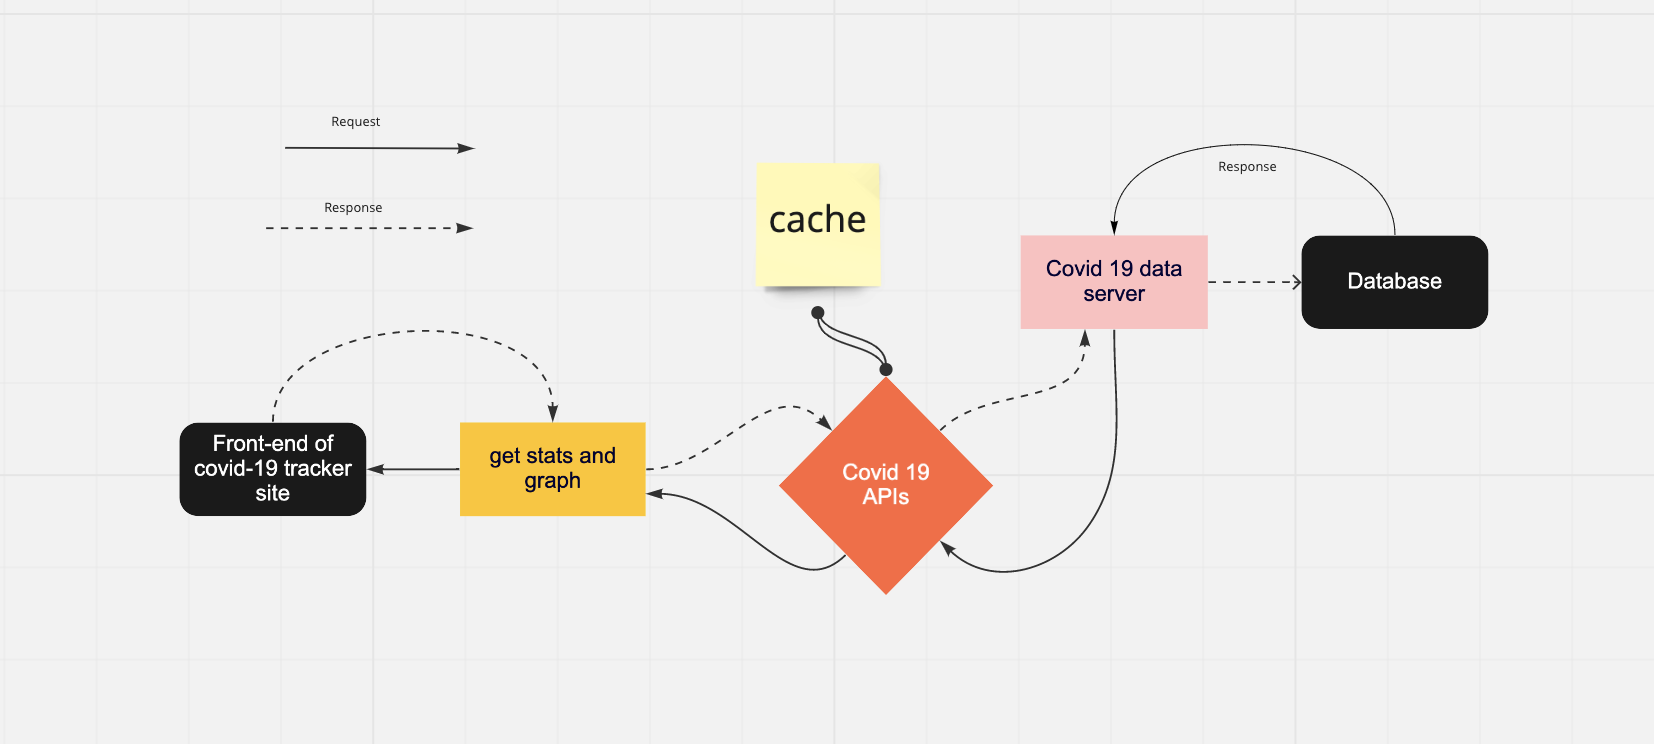 Request
Response
cache
Response
Covid 19 data
server
Database
Front-end of
covid-19 tracker
site
get stats and
graph
Covid 19
APIs